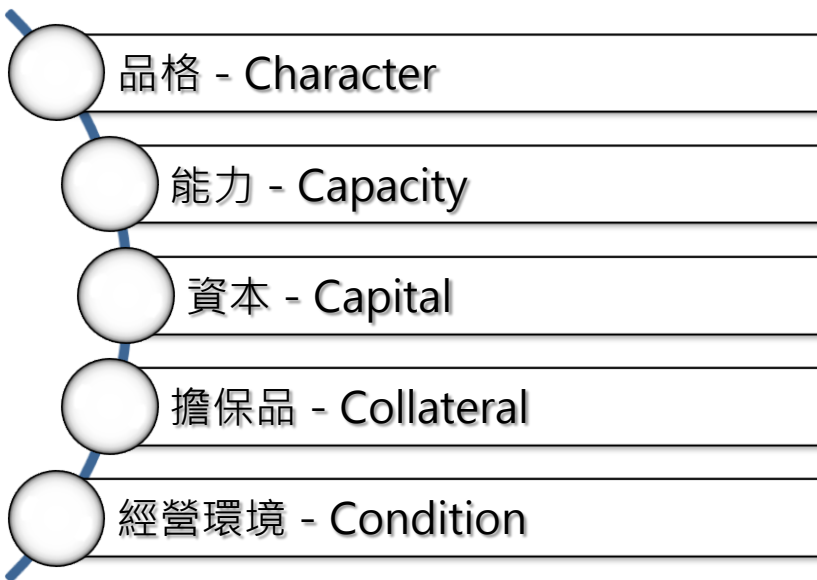 品格 - Character
能力 - Capacity
資本 - Capital
擔保品 - Collateral
經營環境 - Condition